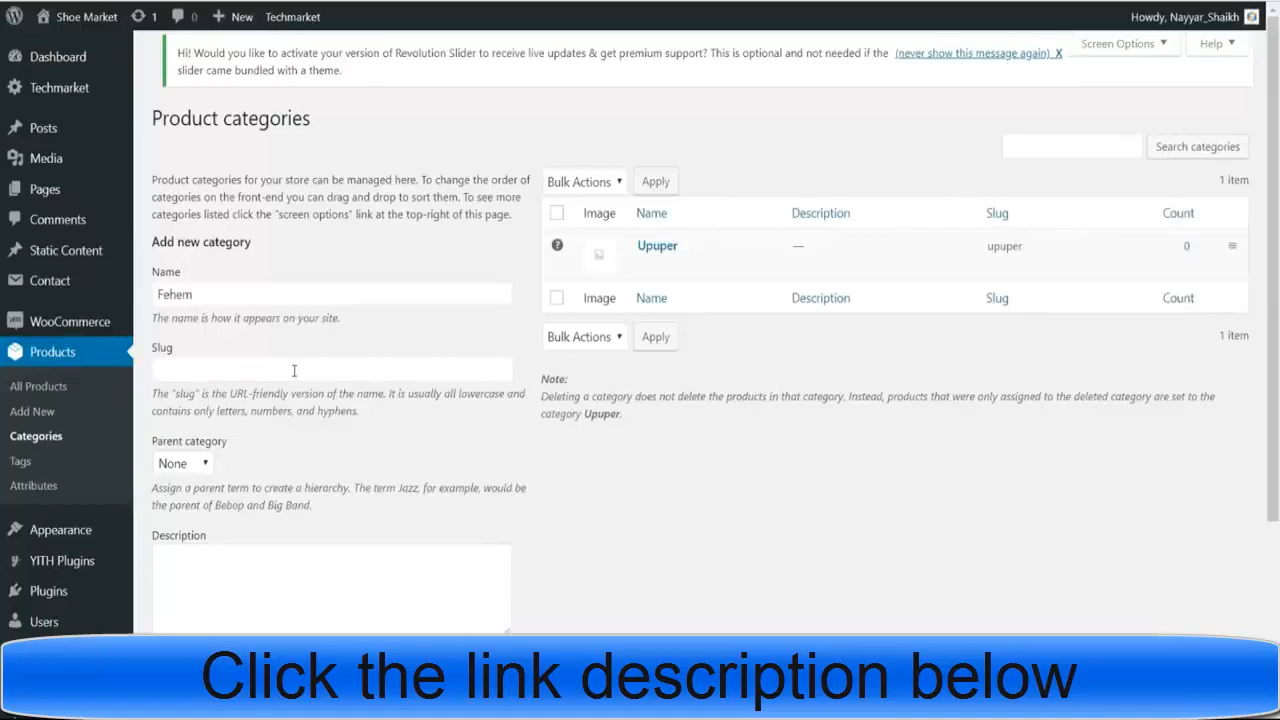 Shoe Market 1 0 New Techmarket Howdy, Nayyar_Shaikh
Dashboard
Techmarket
Posts
Media
Pages
Comments
Static Content
Contact
WooCommerce
Products
All Products
Add New
Categories
Tags
Attributes
Appearance
YITH Plugins
Plugins
Users
Hi! Would you like to activate your version of Revolution Slider to receive live updates & get premium support? This is optional and not needed if the (never show this message again) X
slider came bundled with a theme.
Screen Options ▼ Help ▼
Product categories
Search categories
Product categories for your store can be managed here. To change the order of
categories on the front-end you can drag and drop to sort them. To see more
categories listed click the "screen options" link at the top-right of this page.
Add new category
Name
Fehem
The name is how it appears on your site.
Slug
The "slug" is the URL-friendly version of the name. It is usually all lowercase and
contains only letters, numbers, and hyphens.
Parent category
None ▼
Assign a parent term to create a hierarchy. The term Jazz, for example, would be
the parent of Bebop and Big Band.
Description
Bulk Actions ▼ Apply 1 item
Image Name Description Slug Count
? Upuper — upuper 0
Image Name Description Slug Count
Bulk Actions ▼ Apply 1 item
Note:
Deleting a category does not delete the products in that category. Instead, products that were only assigned to the deleted category are set to the
category Upuper.
Click the link description below